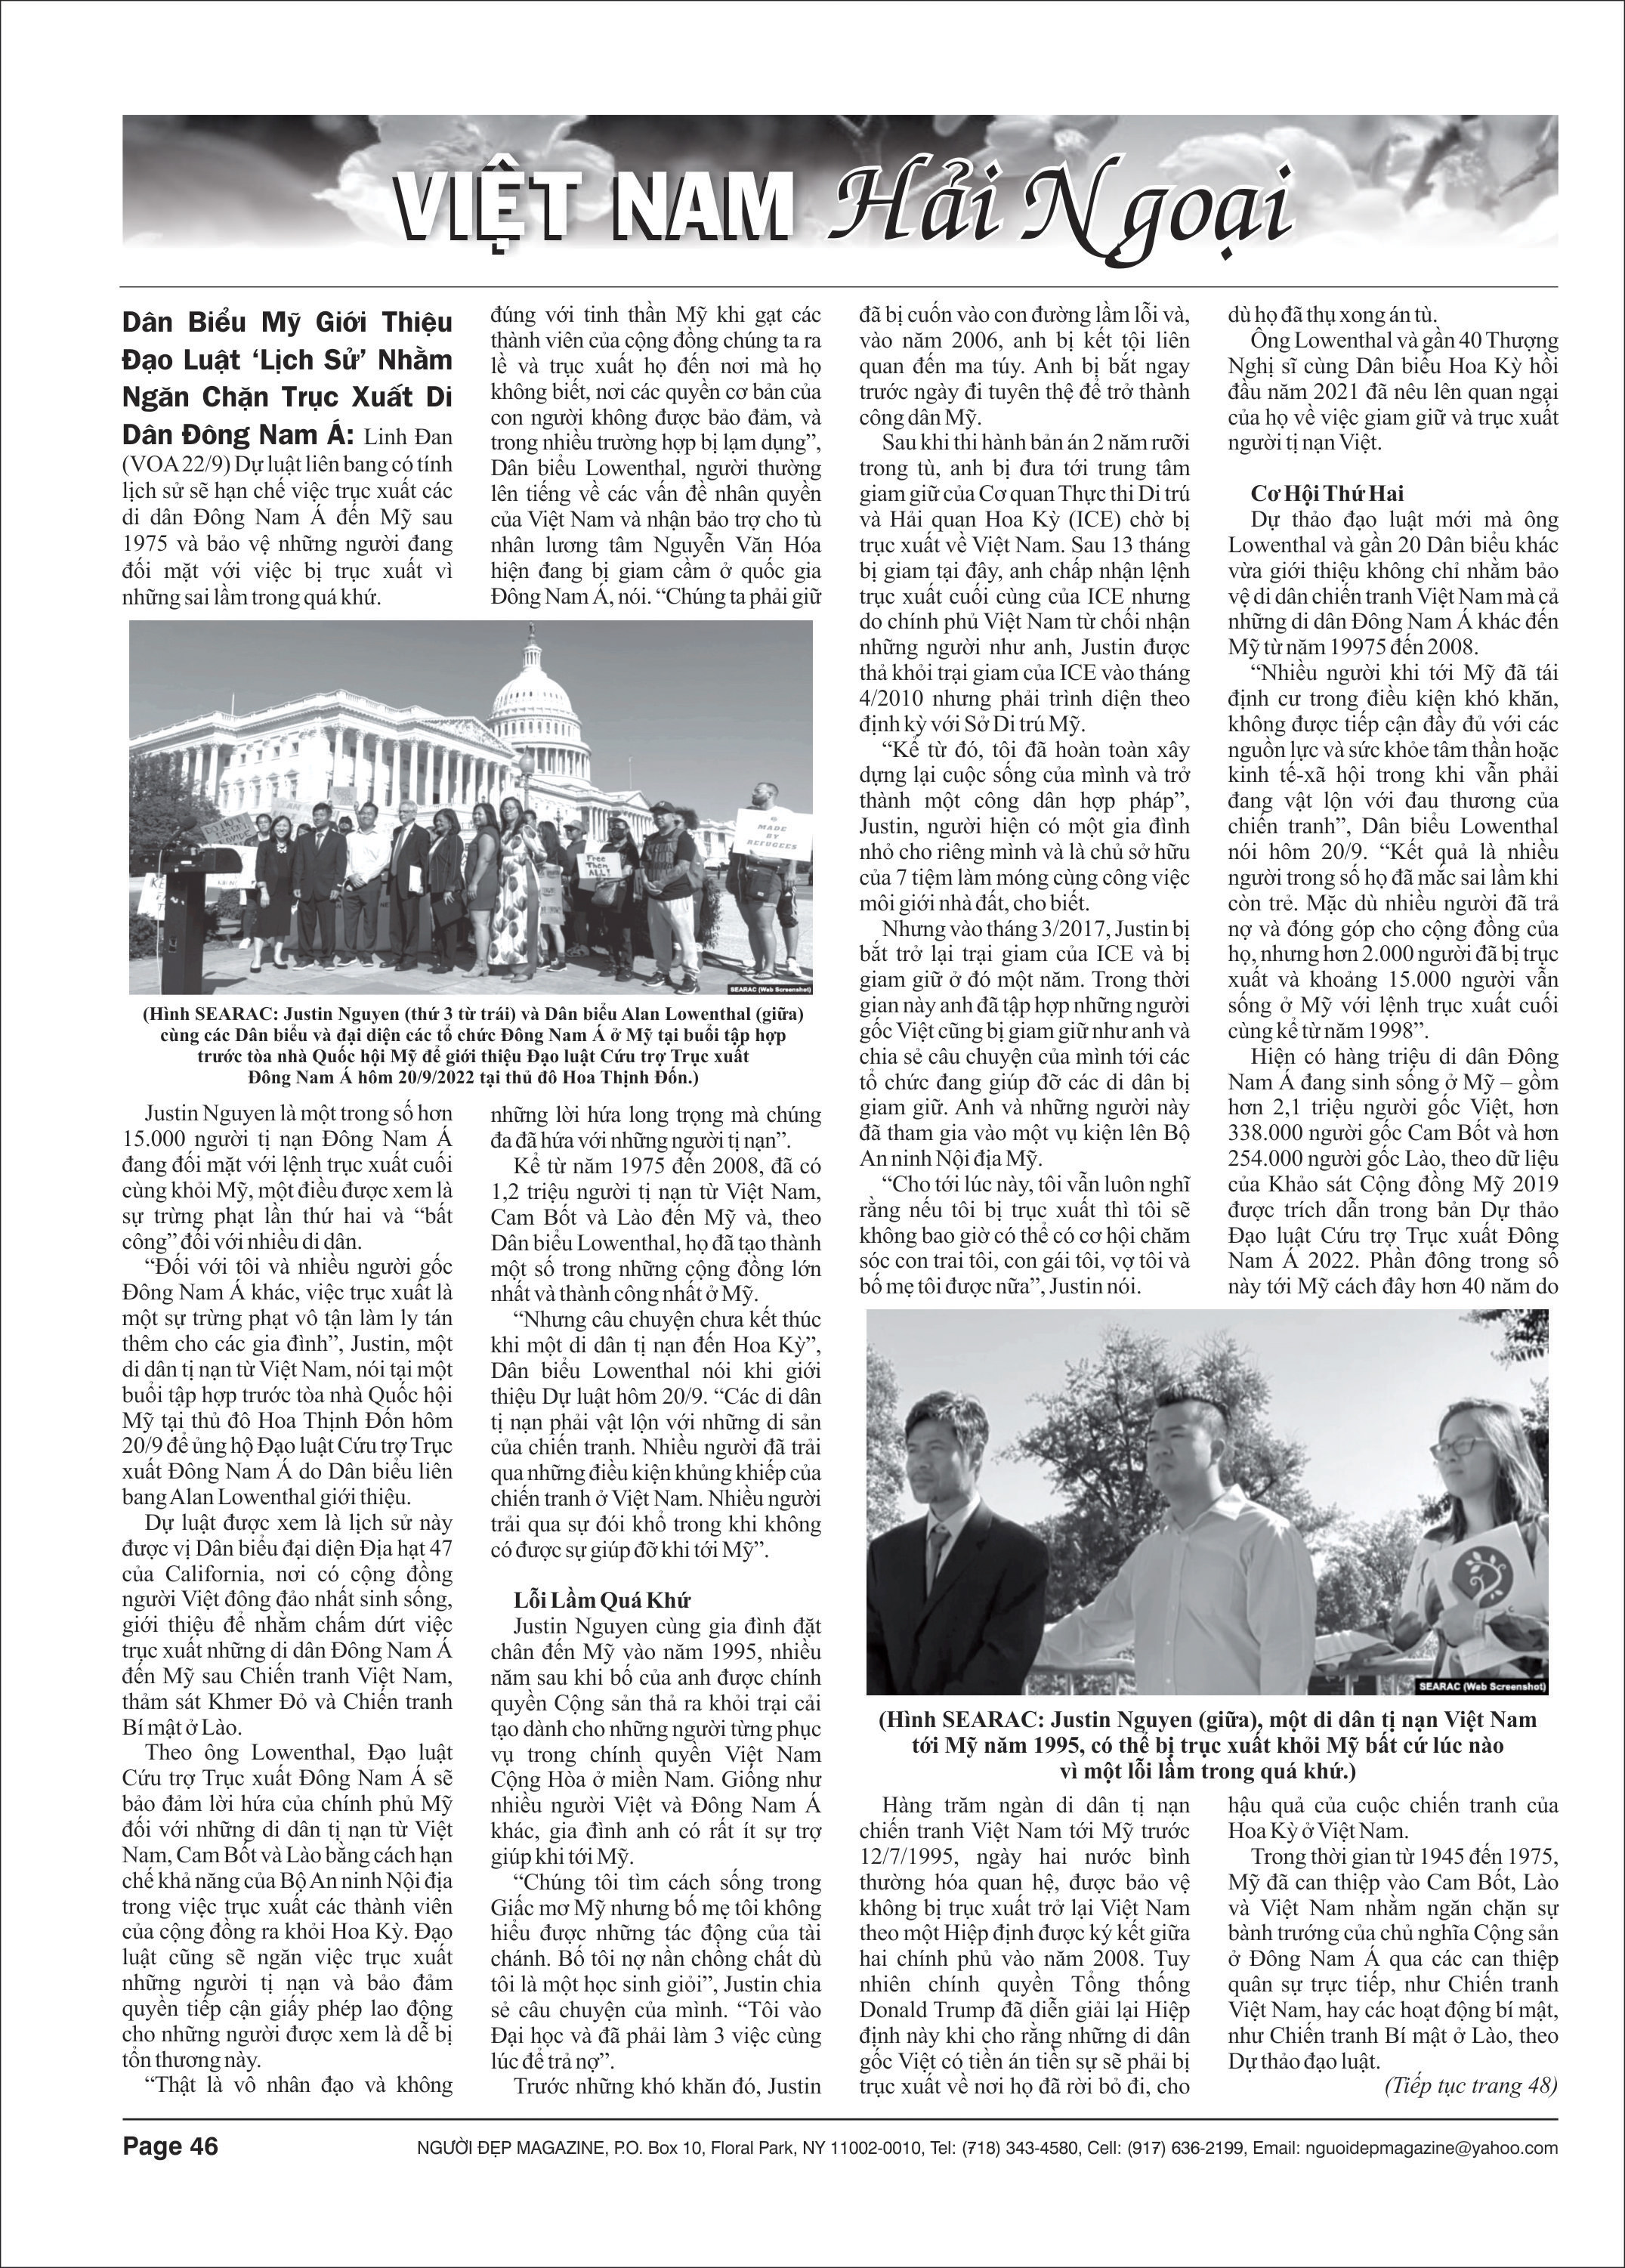 VIỆT NAM Hải Ngoại
Dân Biểu Mỹ Giới Thiệu
Đạo Luật ‘Lịch Sử’ Nhằm
Ngăn Chặn Trục Xuất Di
Dân Đông Nam Á: Linh Đan
(VOA 22/9) Dự luật liên bang có tính
lịch sử sẽ hạn chế việc trục xuất các
di dân Đông Nam Á đến Mỹ sau
1975 và bảo vệ những người đang
đối mặt với việc bị trục xuất vì
những sai lầm trong quá khứ.
DO
MADE
BY
REFUGEES
Free
Them
ALL!
SEARAC (Web Screenshot)
(Hình SEARAC: Justin Nguyen (thứ 3 từ trái) và Dân biểu Alan Lowenthal (giữa)
cùng các Dân biểu và đại diện các tổ chức Đông Nam Á ở Mỹ tại buổi tập hợp
trước tòa nhà Quốc hội Mỹ để giới thiệu Đạo luật Cứu trợ Trục xuất
Đông Nam Á hôm 20/9/2022 tại thủ đô Hoa Thịnh Đốn.)
Justin Nguyen là một trong số hơn
15.000 người tị nạn Đông Nam Á
đang đối mặt với lệnh trục xuất cuối
cùng khỏi Mỹ, một điều được xem là
sự trừng phạt lần thứ hai và “bất
công” đối với nhiều di dân.
“Đối với tôi và nhiều người gốc
Đông Nam Á khác, việc trục xuất là
một sự trừng phạt vô tận làm ly tán
thêm cho các gia đình”, Justin, một
di dân tị nạn từ Việt Nam, nói tại một
buổi tập hợp trước tòa nhà Quốc hội
Mỹ tại thủ đô Hoa Thịnh Đốn hôm
20/9 để ủng hộ Đạo luật Cứu trợ Trục
xuất Đông Nam Á do Dân biểu liên
bang Alan Lowenthal giới thiệu.
Dự luật được xem là lịch sử này
được vị Dân biểu đại diện Địa hạt 47
của California, nơi có cộng đồng
người Việt đông đảo nhất sinh sống,
giới thiệu để nhằm chấm dứt việc
trục xuất những di dân Đông Nam Á
đến Mỹ sau Chiến tranh Việt Nam,
thảm sát Khmer Đỏ và Chiến tranh
Bí mật ở Lào.
Theo ông Lowenthal, Đạo luật
Cứu trợ Trục xuất Đông Nam Á sẽ
bảo đảm lời hứa của chính phủ Mỹ
đối với những di dân tị nạn từ Việt
Nam, Cam Bốt và Lào bằng cách hạn
chế khả năng của Bộ An ninh Nội địa
trong việc trục xuất các thành viên
của cộng đồng ra khỏi Hoa Kỳ. Đạo
luật cũng sẽ ngăn việc trục xuất
những người tị nạn và bảo đảm
quyền tiếp cận giấy phép lao động
cho những người được xem là dễ bị
tổn thương này.
“Thật là vô nhân đạo và không
đúng với tinh thần Mỹ khi gạt các
thành viên của cộng đồng chúng ta ra
lề và trục xuất họ đến nơi mà họ
không biết, nơi các quyền cơ bản của
con người không được bảo đảm, và
trong nhiều trường hợp bị lạm dụng”,
Dân biểu Lowenthal, người thường
lên tiếng về các vấn đề nhân quyền
của Việt Nam và nhận bảo trợ cho tù
nhân lương tâm Nguyễn Văn Hóa
hiện đang bị giam cầm ở quốc gia
Đông Nam Á, nói. “Chúng ta phải giữ
những lời hứa long trọng mà chúng
đa đã hứa với những người tị nạn”.
Kể từ năm 1975 đến 2008, đã có
1,2 triệu người tị nạn từ Việt Nam,
Cam Bốt và Lào đến Mỹ và, theo
Dân biểu Lowenthal, họ đã tạo thành
một số trong những cộng đồng lớn
nhất và thành công nhất ở Mỹ.
“Nhưng câu chuyện chưa kết thúc
khi một di dân tị nạn đến Hoa Kỳ”,
Dân biểu Lowenthal nói khi giới
thiệu Dự luật hôm 20/9. “Các di dân
tị nạn phải vật lộn với những di sản
của chiến tranh. Nhiều người đã trải
qua những điều kiện khủng khiếp của
chiến tranh ở Việt Nam. Nhiều người
trải qua sự đói khổ trong khi không
có được sự giúp đỡ khi tới Mỹ”.
Lỗi Lầm Quá Khứ
Justin Nguyen cùng gia đình đặt
chân đến Mỹ vào năm 1995, nhiều
năm sau khi bố của anh được chính
quyền Cộng sản thả ra khỏi trại cải
tạo dành cho những người từng phục
vụ trong chính quyền Việt Nam
Cộng Hòa ở miền Nam. Giống như
nhiều người Việt và Đông Nam Á
khác, gia đình anh có rất ít sự trợ
giúp khi tới Mỹ.
“Chúng tôi tìm cách sống trong
Giấc mơ Mỹ nhưng bố mẹ tôi không
hiểu được những tác động của tài
chánh. Bố tôi nợ nần chồng chất dù
tôi là một học sinh giỏi”, Justin chia
sẻ câu chuyện của mình. “Tôi vào
Đại học và đã phải làm 3 việc cùng
lúc để trả nợ”.
Trước những khó khăn đó, Justin
đã bị cuốn vào con đường lầm lỗi và,
vào năm 2006, anh bị kết tội liên
quan đến ma túy. Anh bị bắt ngay
trước ngày đi tuyên thệ để trở thành
công dân Mỹ.
Sau khi thi hành bản án 2 năm rưỡi
trong tù, anh bị đưa tới trung tâm
giam giữ của Cơ quan Thực thi Di trú
và Hải quan Hoa Kỳ (ICE) chờ bị
trục xuất về Việt Nam. Sau 13 tháng
bị giam tại đây, anh chấp nhận lệnh
trục xuất cuối cùng của ICE nhưng
do chính phủ Việt Nam từ chối nhận
những người như anh, Justin được
thả khỏi trại giam của ICE vào tháng
4/2010 nhưng phải trình diện theo
định kỳ với Sở Di trú Mỹ.
“Kể từ đó, tôi đã hoàn toàn xây
dựng lại cuộc sống của mình và trở
thành một công dân hợp pháp”,
Justin, người hiện có một gia đình
nhỏ cho riêng mình và là chủ sở hữu
của 7 tiệm làm móng cùng công việc
môi giới nhà đất, cho biết.
Nhưng vào tháng 3/2017, Justin bị
bắt trở lại trại giam của ICE và bị
giam giữ ở đó một năm. Trong thời
gian này anh đã tập hợp những người
gốc Việt cũng bị giam giữ như anh và
chia sẻ câu chuyện của mình tới các
tổ chức đang giúp đỡ các di dân bị
giam giữ. Anh và những người này
đã tham gia vào một vụ kiện lên Bộ
An ninh Nội địa Mỹ.
“Cho tới lúc này, tôi vẫn luôn nghĩ
rằng nếu tôi bị trục xuất thì tôi sẽ
không bao giờ có thể có cơ hội chăm
sóc con trai tôi, con gái tôi, vợ tôi và
bố mẹ tôi được nữa”, Justin nói.
SEARAC (Web Screenshot)
(Hình SEARAC: Justin Nguyen (giữa), một di dân tị nạn Việt Nam
tới Mỹ năm 1995, có thể bị trục xuất khỏi Mỹ bất cứ lúc nào
vì một lỗi lầm trong quá khứ.)
Hàng trăm ngàn di dân tị nạn
chiến tranh Việt Nam tới Mỹ trước
12/7/1995, ngày hai nước bình
thường hóa quan hệ, được bảo vệ
không bị trục xuất trở lại Việt Nam
theo một Hiệp định được ký kết giữa
hai chính phủ vào năm 2008. Tuy
nhiên chính quyền Tổng thống
Donald Trump đã diễn giải lại Hiệp
định này khi cho rằng những di dân
gốc Việt có tiền án tiền sự sẽ phải bị
trục xuất về nơi họ đã rời bỏ đi, cho
dù họ đã thụ xong án tù.
Ông Lowenthal và gần 40 Thượng
Nghị sĩ cùng Dân biểu Hoa Kỳ hồi
đầu năm 2021 đã nêu lên quan ngại
của họ về việc giam giữ và trục xuất
người tị nạn Việt.
Cơ Hội Thứ Hai
Dự thảo đạo luật mới mà ông
Lowenthal và gần 20 Dân biểu khác
vừa giới thiệu không chỉ nhằm bảo
vệ di dân chiến tranh Việt Nam mà cả
những di dân Đông Nam Á khác đến
Mỹ từ năm 19975 đến 2008.
“Nhiều người khi tới Mỹ đã tái
định cư trong điều kiện khó khăn,
không được tiếp cận đầy đủ với các
nguồn lực và sức khỏe tâm thần hoặc
kinh tế-xã hội trong khi vẫn phải
đang vật lộn với đau thương của
chiến tranh”, Dân biểu Lowenthal
nói hôm 20/9. “Kết quả là nhiều
người trong số họ đã mắc sai lầm khi
còn trẻ. Mặc dù nhiều người đã trả
nợ và đóng góp cho cộng đồng của
họ, nhưng hơn 2.000 người đã bị trục
xuất và khoảng 15.000 người vẫn
sống ở Mỹ với lệnh trục xuất cuối
cùng kể từ năm 1998”.
Hiện có hàng triệu di dân Đông
Nam Á đang sinh sống ở Mỹ – gồm
hơn 2,1 triệu người gốc Việt, hơn
338.000 người gốc Cam Bốt và hơn
254.000 người gốc Lào, theo dữ liệu
của Khảo sát Cộng đồng Mỹ 2019
được trích dẫn trong bản Dự thảo
Đạo luật Cứu trợ Trục xuất Đông
Nam Á 2022. Phần đông trong số
này tới Mỹ cách đây hơn 40 năm do
hậu quả của cuộc chiến tranh của
Hoa Kỳ ở Việt Nam.
Trong thời gian từ 1945 đến 1975,
Mỹ đã can thiệp vào Cam Bốt, Lào
và Việt Nam nhằm ngăn chặn sự
bành trướng của chủ nghĩa Cộng sản
ở Đông Nam Á qua các can thiệp
quân sự trực tiếp, như Chiến tranh
Việt Nam, hay các hoạt động bí mật,
như Chiến tranh Bí mật ở Lào, theo
Dự thảo đạo luật.
(Tiếp tục trang 48)
Page 46
NGƯỜI ĐẸP MAGAZINE, P.O. Box 10, Floral Park, NY 11002-0010, Tel: (718) 343-4580, Cell: (917) 636-2199, Email: nguoidepmagazine@yahoo.com